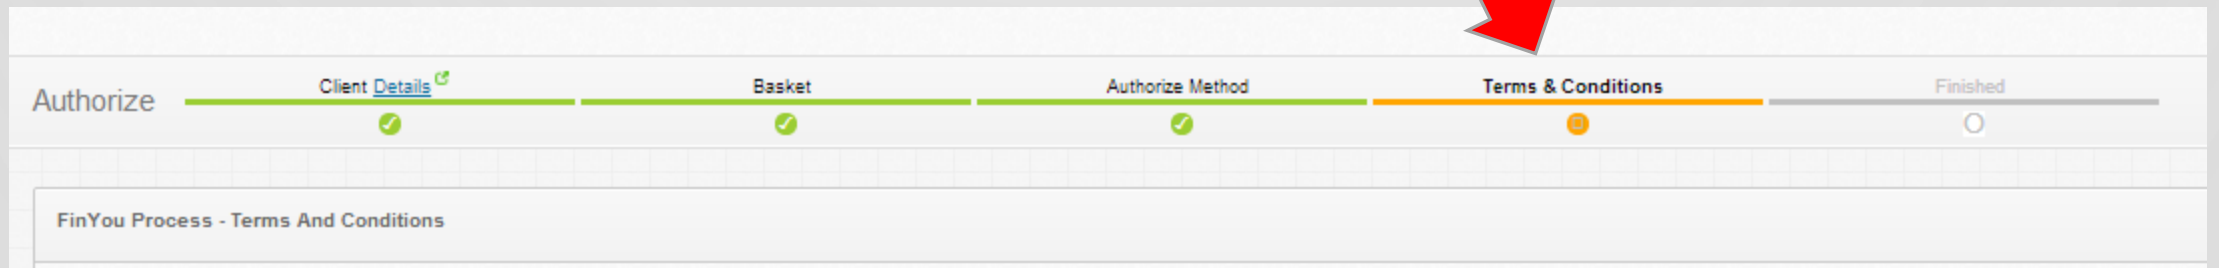 Authorize
Client Details
Basket
Authorize Method
Terms & Conditions
Finished
FinYou Process - Terms And Conditions